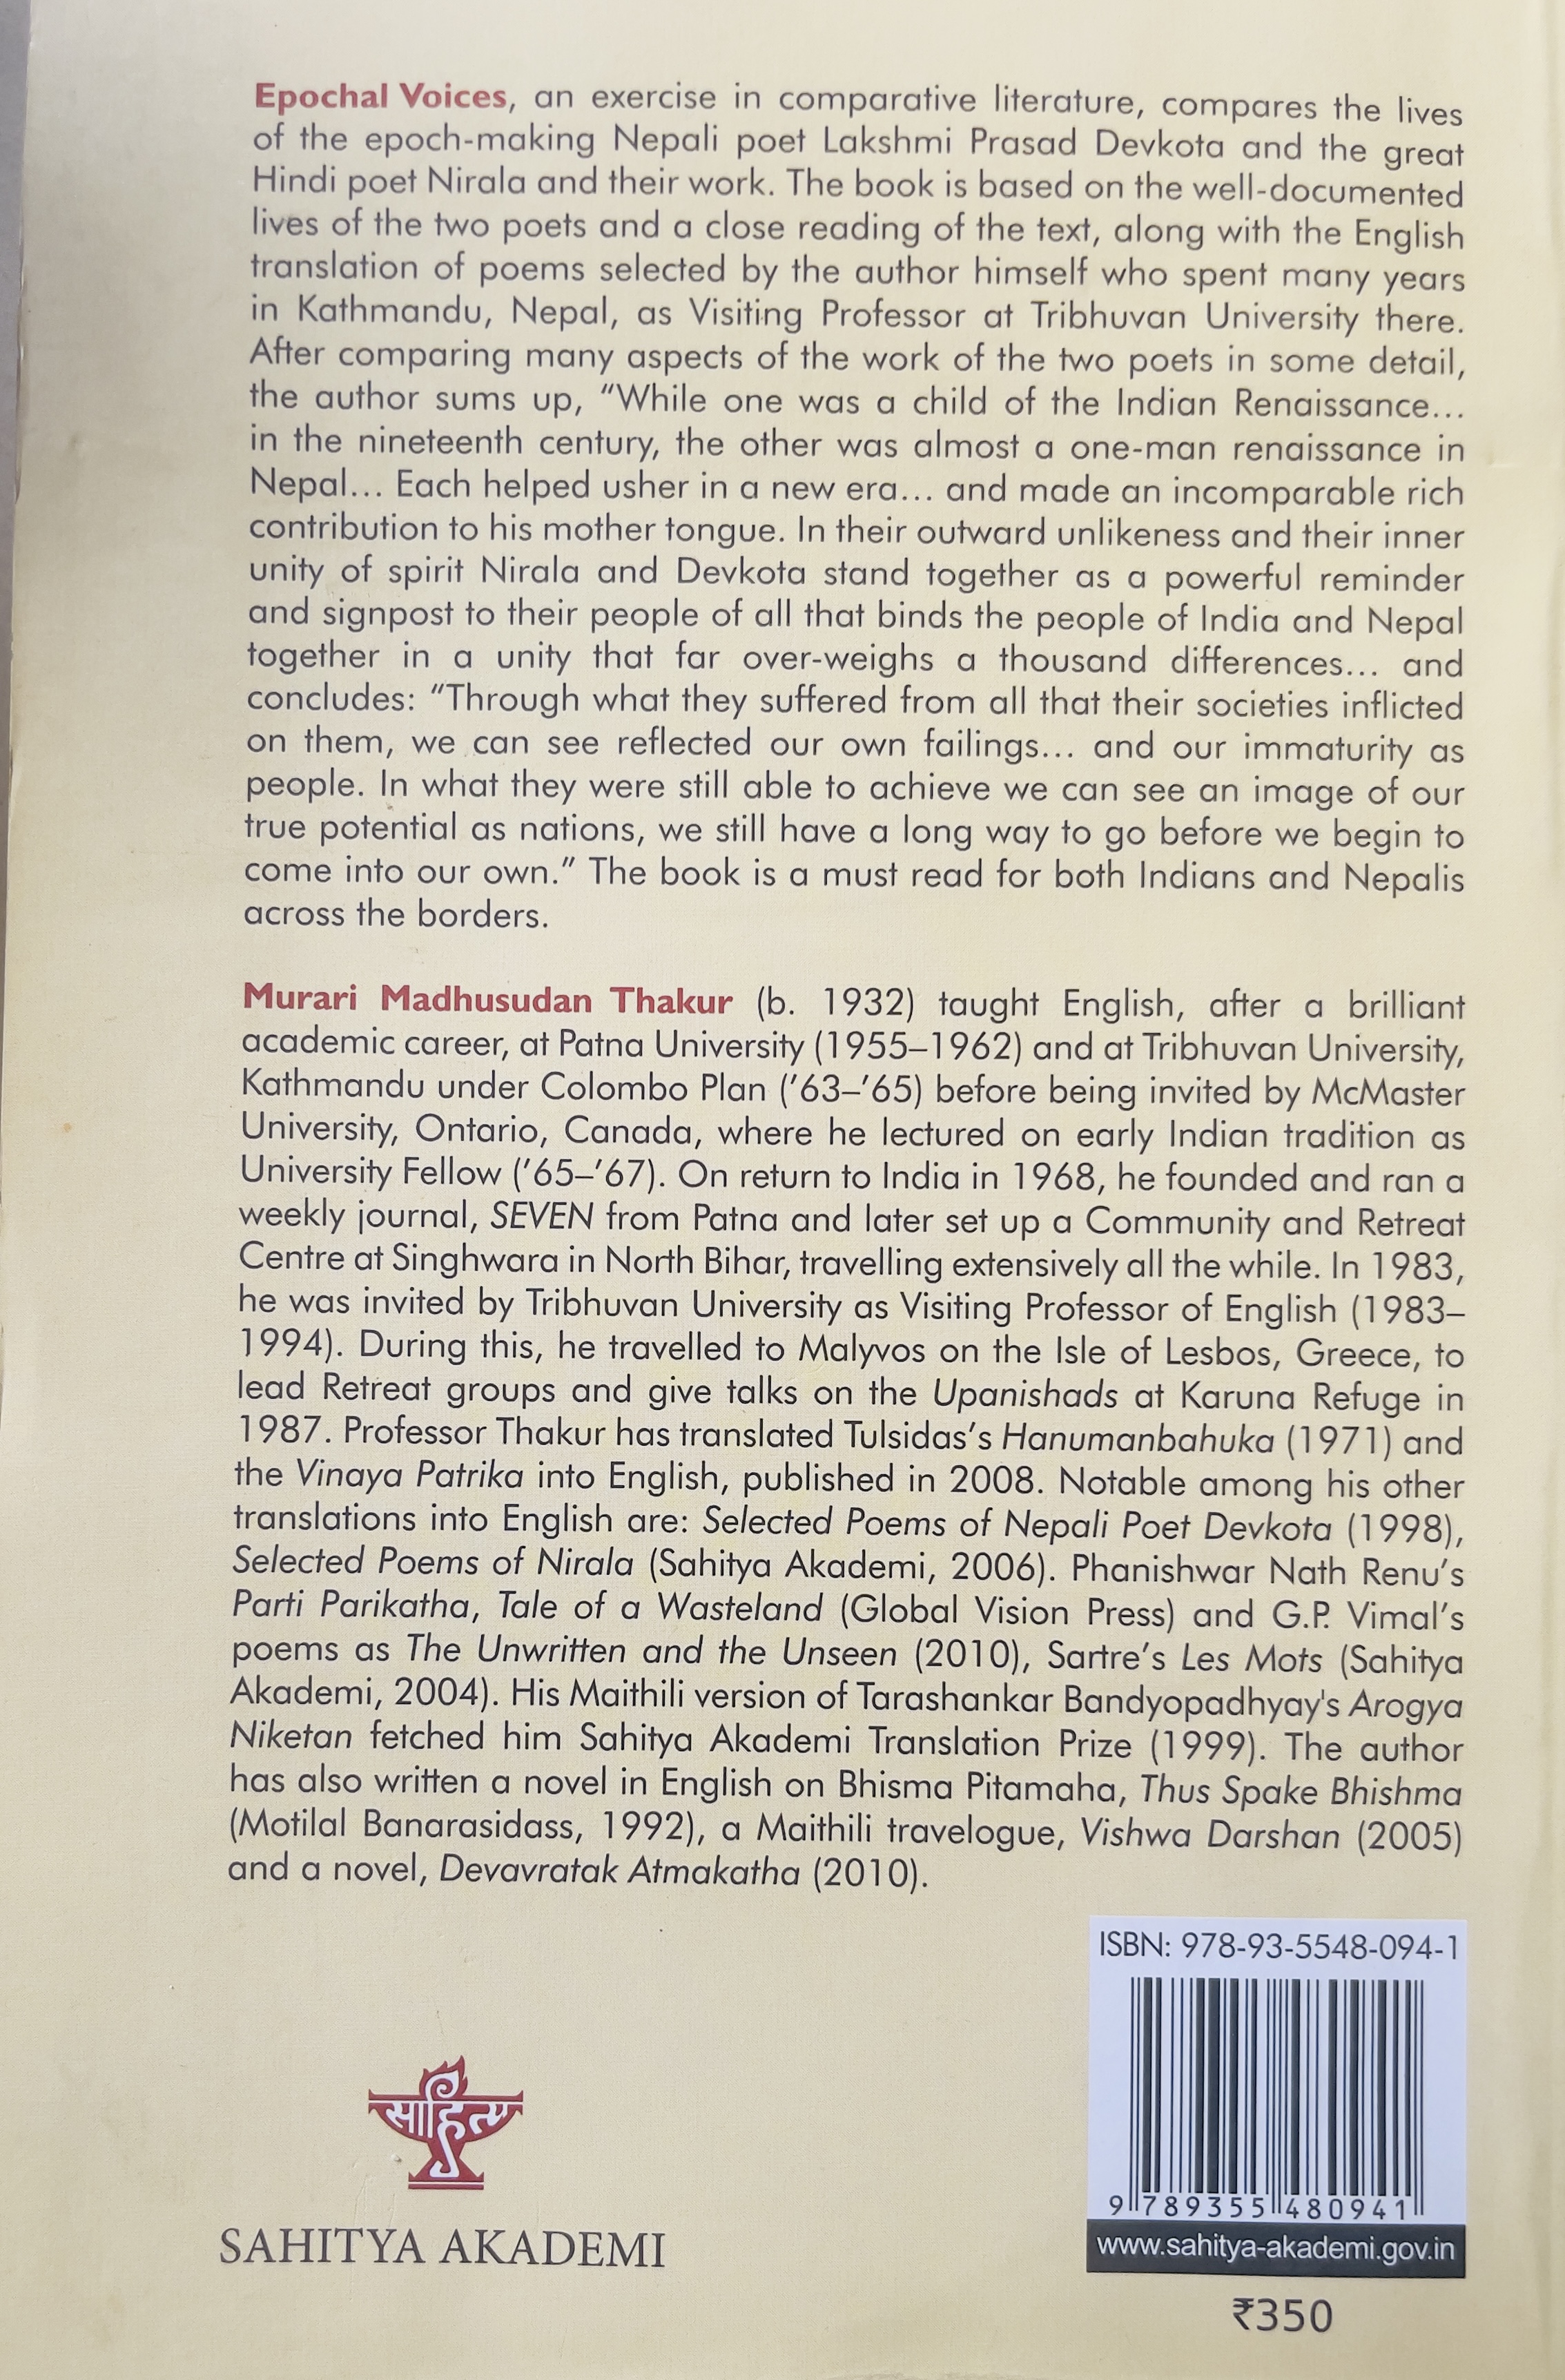 Epochal Voices, an exercise in comparative literature, compares the lives
of the epoch-making Nepali poet Lakshmi Prasad Devkota and the great
Hindi poet Nirala and their work. The book is based on the well-documented
lives of the two poets and a close reading of the text, along with the English
translation of poems selected by the author himself who spent many years
in Kathmandu, Nepal, as Visiting Professor at Tribhuvan University there.
After comparing many aspects of the work of the two poets in some detail,
the author sums up, “While one was a child of the Indian Renaissance...
in the nineteenth century, the other was almost a one-man renaissance in
Nepal... Each helped usher in a new era... and made an incomparable rich
contribution to his mother tongue. In their outward unlikeness and their inner
unity of spirit Nirala and Devkota stand together as a powerful reminder
and signpost to their people of all that binds the people of India and Nepal
together in a unity that far over-weighs a thousand differences... and
concludes: “Through what they suffered from all that their societies inflicted
on them, we can see reflected our own failings... and our immaturity as
people. In what they were still able to achieve we can see an image of our
true potential as nations, we still have a long way to go before we begin to
come into our own.” The book is a must read for both Indians and Nepalis
across the borders.
Murari Madhusudan Thakur (b. 1932) taught English, after a brilliant
academic career, at Patna University (1955–1962) and at Tribhuvan University,
Kathmandu under Colombo Plan (’63–’65) before being invited by McMaster
University, Ontario, Canada, where he lectured on early Indian tradition as
University Fellow (’65–’67). On return to India in 1968, he founded and ran a
weekly journal, SEVEN from Patna and later set up a Community and Retreat
Centre at Singhwara in North Bihar, travelling extensively all the while. In 1983,
he was invited by Tribhuvan University as Visiting Professor of English (1983–
1994). During this, he travelled to Malyvos on the Isle of Lesbos, Greece, to
lead Retreat groups and give talks on the Upanishads at Karuna Refuge in
1987. Professor Thakur has translated Tulsidas’s Hanumanbahuka (1971) and
the Vinaya Patrika into English, published in 2008. Notable among his other
translations into English are: Selected Poems of Nepali Poet Devkota (1998),
Selected Poems of Nirala (Sahitya Akademi, 2006). Phanishwar Nath Renu’s
Parti Parikatha, Tale of a Wasteland (Global Vision Press) and G.P. Vimal’s
poems as The Unwritten and the Unseen (2010), Sartre’s Les Mots (Sahitya
Akademi, 2004). His Maithili version of Tarashankar Bandyopadhyay's Arogya
Niketan fetched him Sahitya Akademi Translation Prize (1999). The author
has also written a novel in English on Bhisma Pitamaha, Thus Spake Bhishma
(Motilal Banarasidass, 1992), a Maithili travelogue, Vishwa Darshan (2005)
and a novel, Devavratak Atmakatha (2010).
ISBN: 978-93-5548-094-1
9 789355 480941
www.sahitya-akademi.gov.in
₹350
साहित्य
SAHITYA AKADEMI